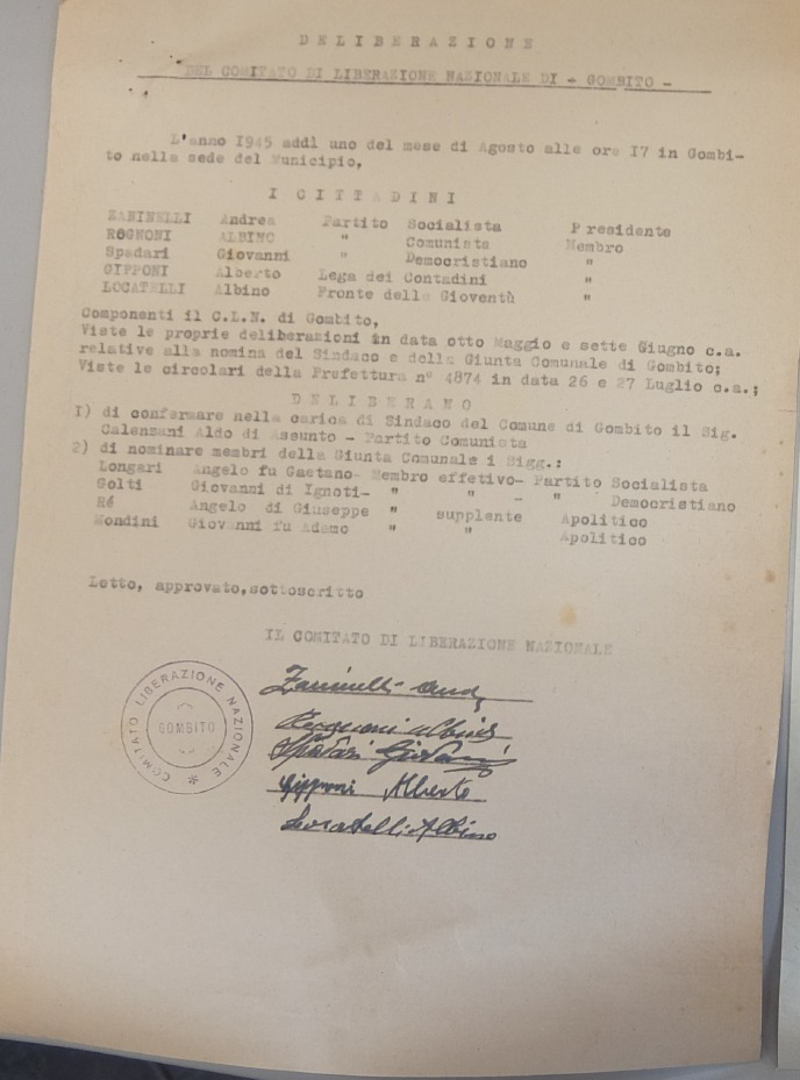 DELIBERAZIONE
DEL COMITATO DI LIBERAZIONE NAZIONALE DI - GOMBITO -
L'anno I945 addì uno del mese di Agosto alle ore I7 in Gombi-
to nella sede del Municipio,
I CITTADINI
ZANINELLI Andrea Partito Socialista Presidente
ROGNONI ALBINO " Comunista Membro
Spadari Giovanni " Democristiano "
GIPPONI Alberto Lega dei Contadini "
LOCATELLI Albino Fronte della Gioventù "
Componenti il C.L.N. di Gombito,
Viste le proprie deliberazioni in data otto Maggio e sette Giugno c.a.
relative alla nomina del Sindaco e della Giunta Comunale di Gombito;
Viste le circolari della Prefettura n° 4874 in data 26 e 27 Luglio c.a.;
DELIBERANO
I) di confermare nella carica di Sindaco del Comune di Gombito il Sig.
Calenzani Aldo di Assunto - Partito Comunista
2) di nominare membri della Giunta Comunale i Sigg.:
Longari Angelo fu Gaetano- Membro effetivo- Partito Socialista
Golti Giovanni di Ignoti- " " - " Democristiano
Ré Angelo di Giuseppe " supplente Apolitico
Mondini Giovanni fu Adamo " " Apolitico
Letto, approvato,sottoscritto
IL COMITATO DI LIBERAZIONE NAZIONALE
COMITATO LIBERAZIONE NAZIONALE
GOMBITO
Zaninelli
Rognoni Albino
Spadari Giovanni
Gipponi Alberto
Locatelli Albino